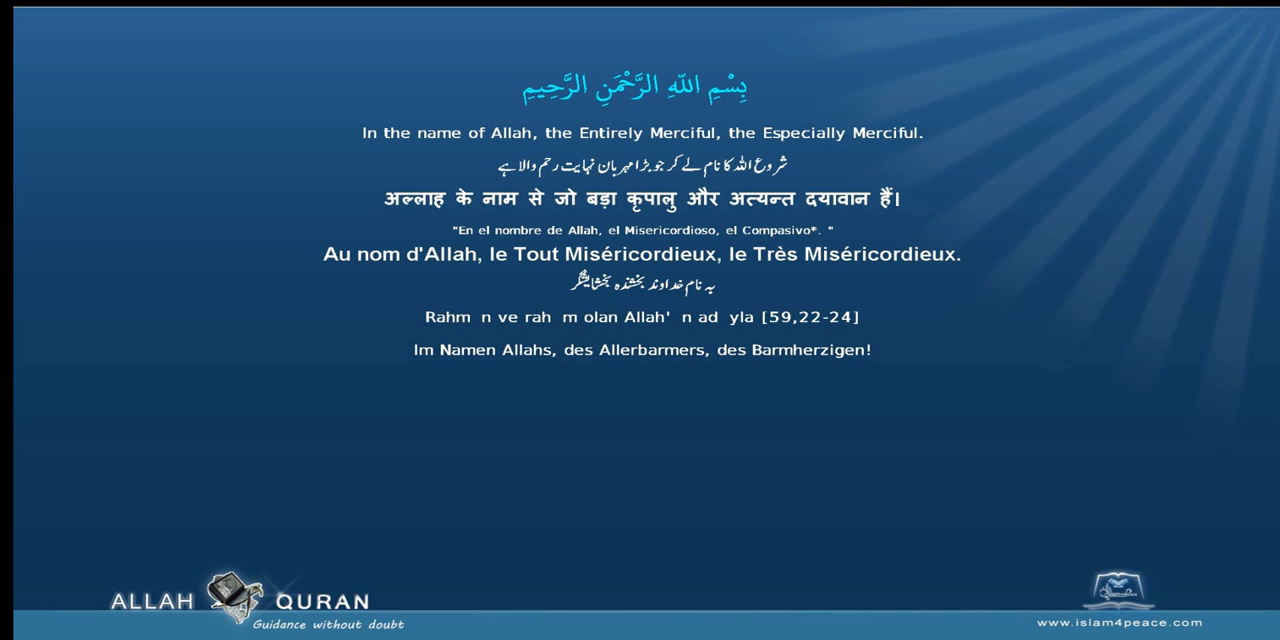 بِسْمِ اللَّهِ الرَّحْمَنِ الرَّحِيمِ
In the name of Allah, the Entirely Merciful, the Especially Merciful.
شروع الله کا نام لے کر جو بڑا مہربان نہایت رحم والا ہے
अल्लाह के नाम से जो बड़ा कृपालु और अत्यन्त दयावान हैं।
"En el nombre de Allah, el Misericordioso, el Compasivo*. "
Au nom d'Allah, le Tout Miséricordieux, le Très Miséricordieux.
به نام خداوند بخشنده بخشایشگر
Rahm n ve rah m olan Allah' n ad yla [59,22-24]
Im Namen Allahs, des Allerbarmers, des Barmherzigen!
ALLAH QURAN
Guidance without doubt
www.islam4peace.com